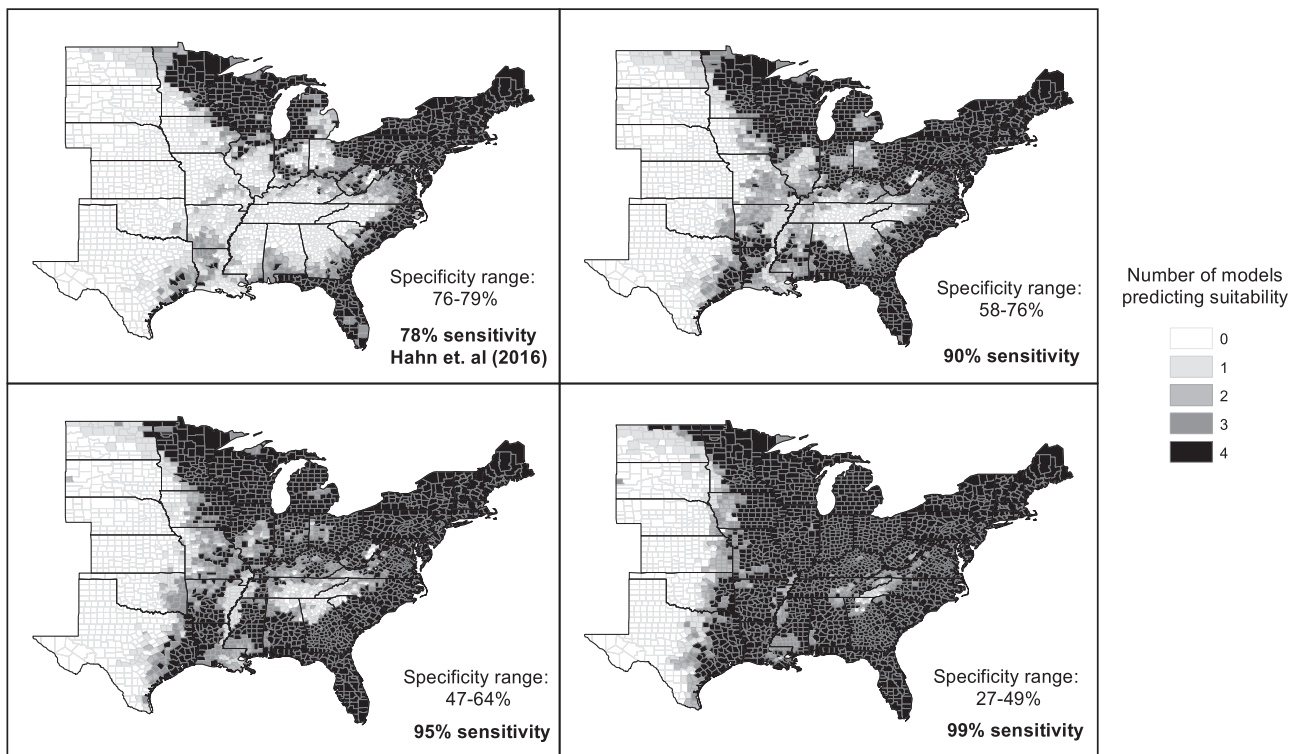 Specificity range:
76-79%
78% sensitivity
Hahn et. al (2016)
Specificity range:
58-76%
90% sensitivity
Specificity range:
47-64%
95% sensitivity
Specificity range:
27-49%
99% sensitivity
Number of models
predicting suitability
0
1
2
3
4